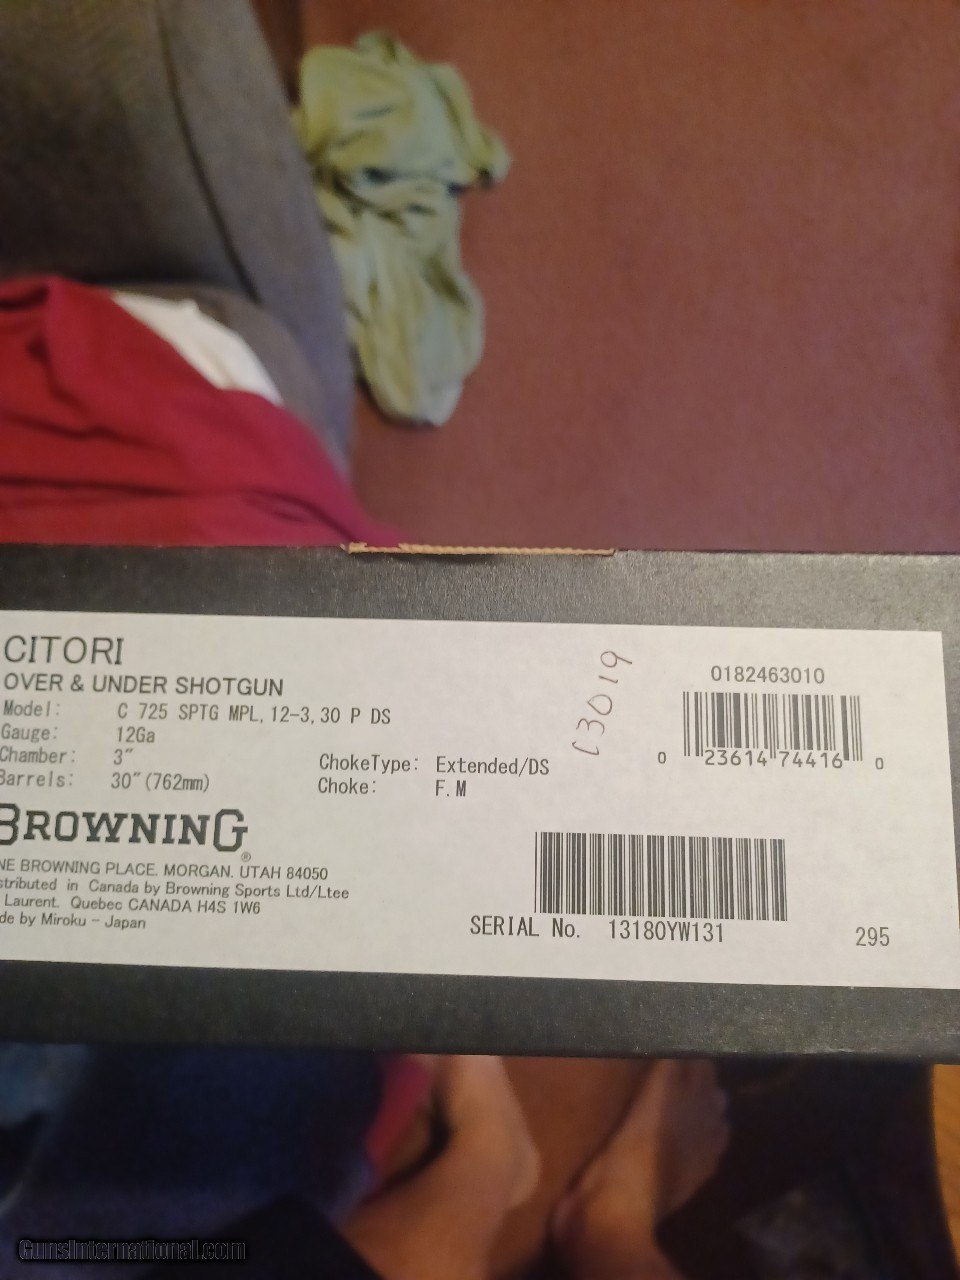 CITORI
OVER & UNDER SHOTGUN
Model: C 725 SPTG MPL, 12-3, 30 P DS
Gauge: 12Ga
Chamber: 3"
Barrels: 30"(762mm)
ChokeType: Extended/DS
Choke: F.M
C3019
0182463010
0 23614 74416 0
BROWNING®
NE BROWNING PLACE. MORGAN. UTAH 84050
stributed in Canada by Browning Sports Ltd/Ltee
Laurent. Quebec CANADA H4S 1W6
de by Miroku - Japan
SERIAL No. 13180YW131
295
GunsInternational.com